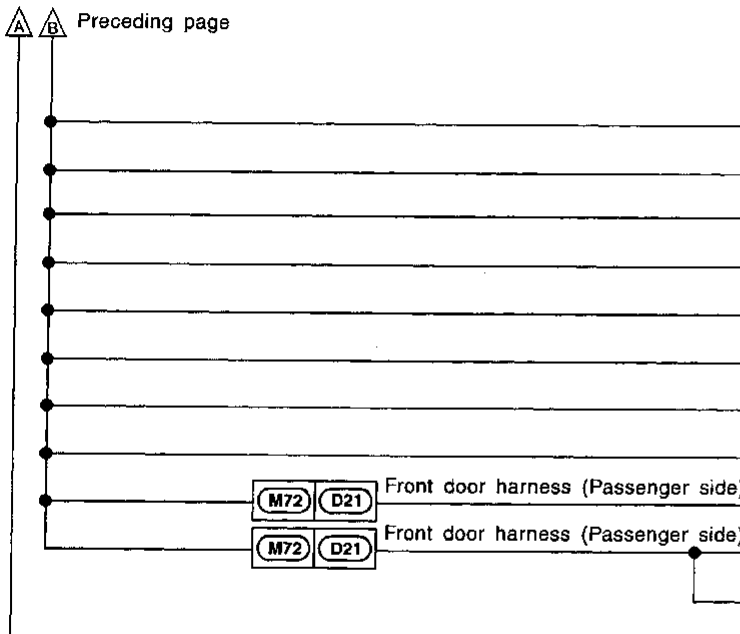 A B Preceding page
M72 D21 Front door harness (Passenger side)
M72 D21 Front door harness (Passenger side)